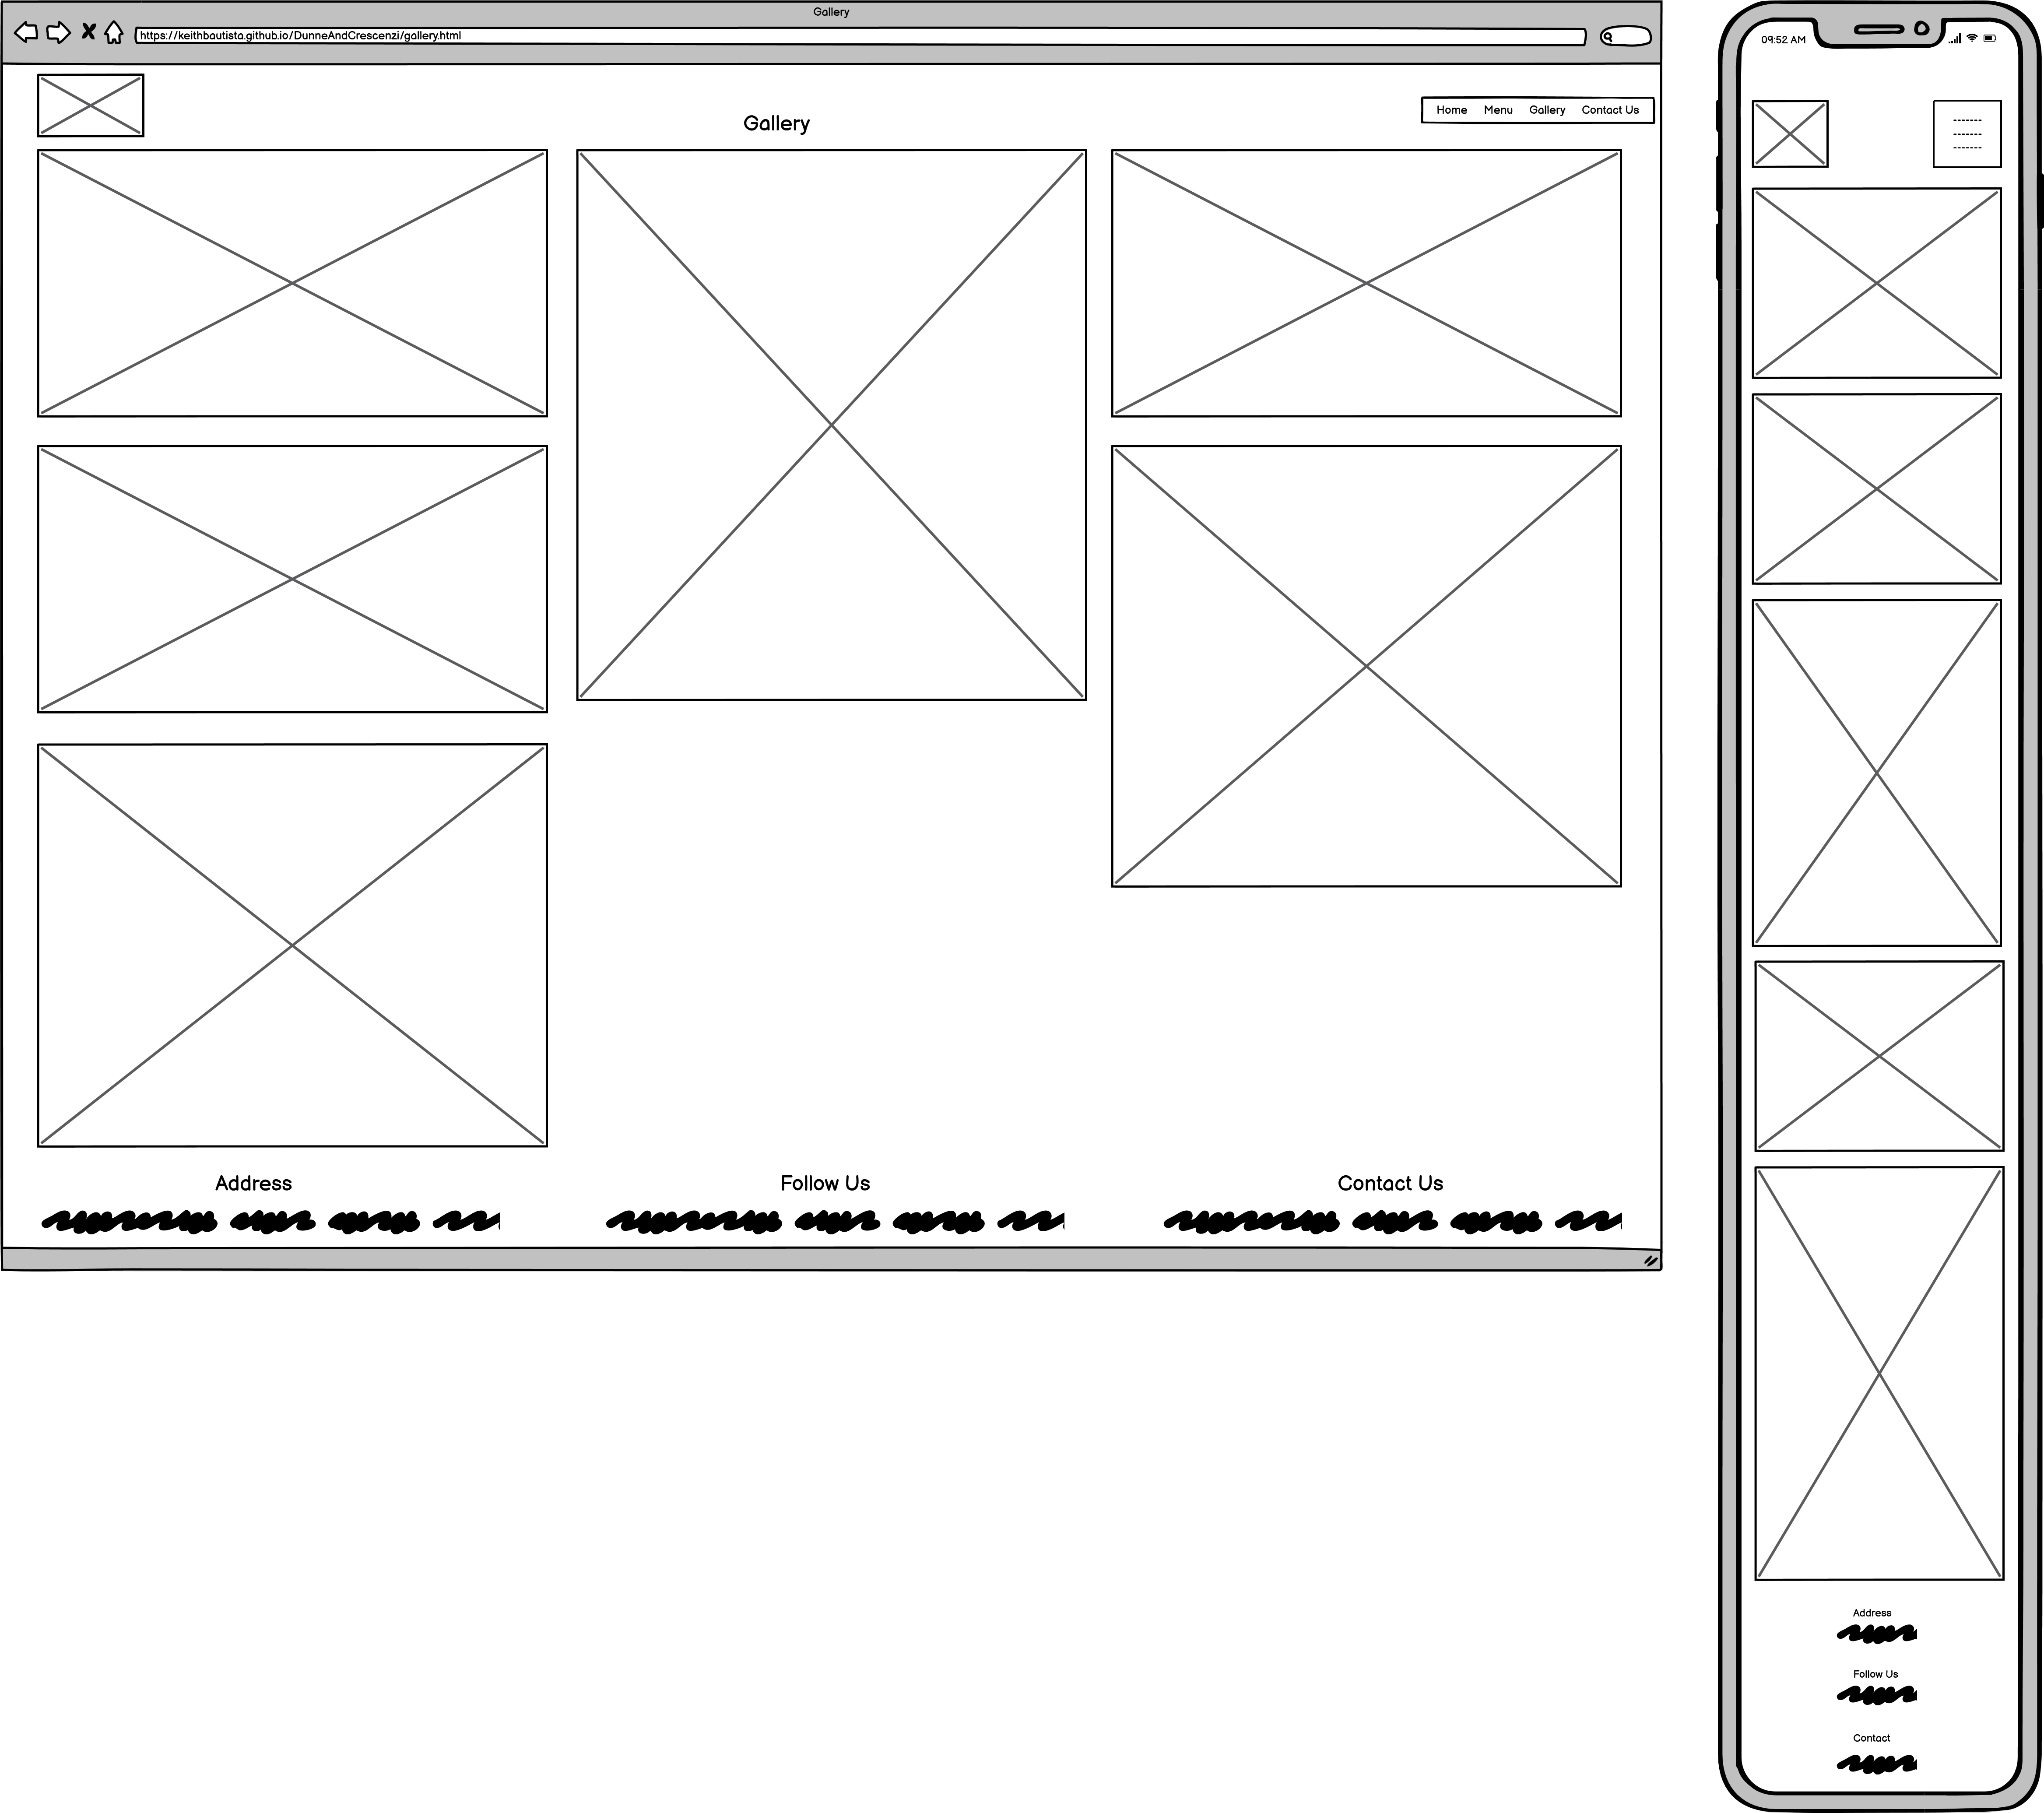 Gallery
https://keithbautista.github.io/DunneAndCrescenzi/gallery.html
Home Menu Gallery Contact Us
Gallery
Address Follow Us Contact Us
09:52 AM
Address
Follow Us
Contact